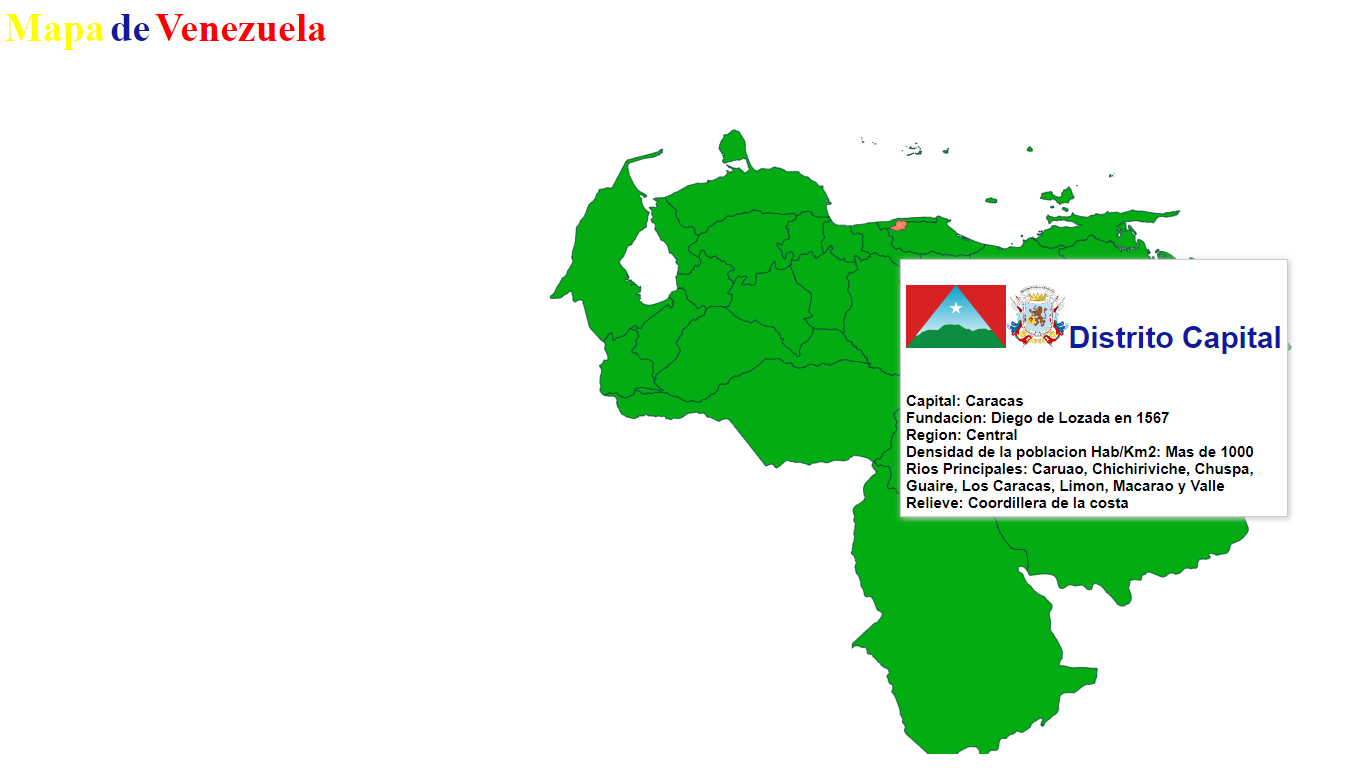 Mapa de Venezuela
Distrito Capital
Capital: Caracas
Fundacion: Diego de Lozada en 1567
Region: Central
Densidad de la poblacion Hab/Km2: Mas de 1000
Rios Principales: Caruao, Chichiriviche, Chuspa,
Guaire, Los Caracas, Limon, Macarao y Valle
Relieve: Coordillera de la costa